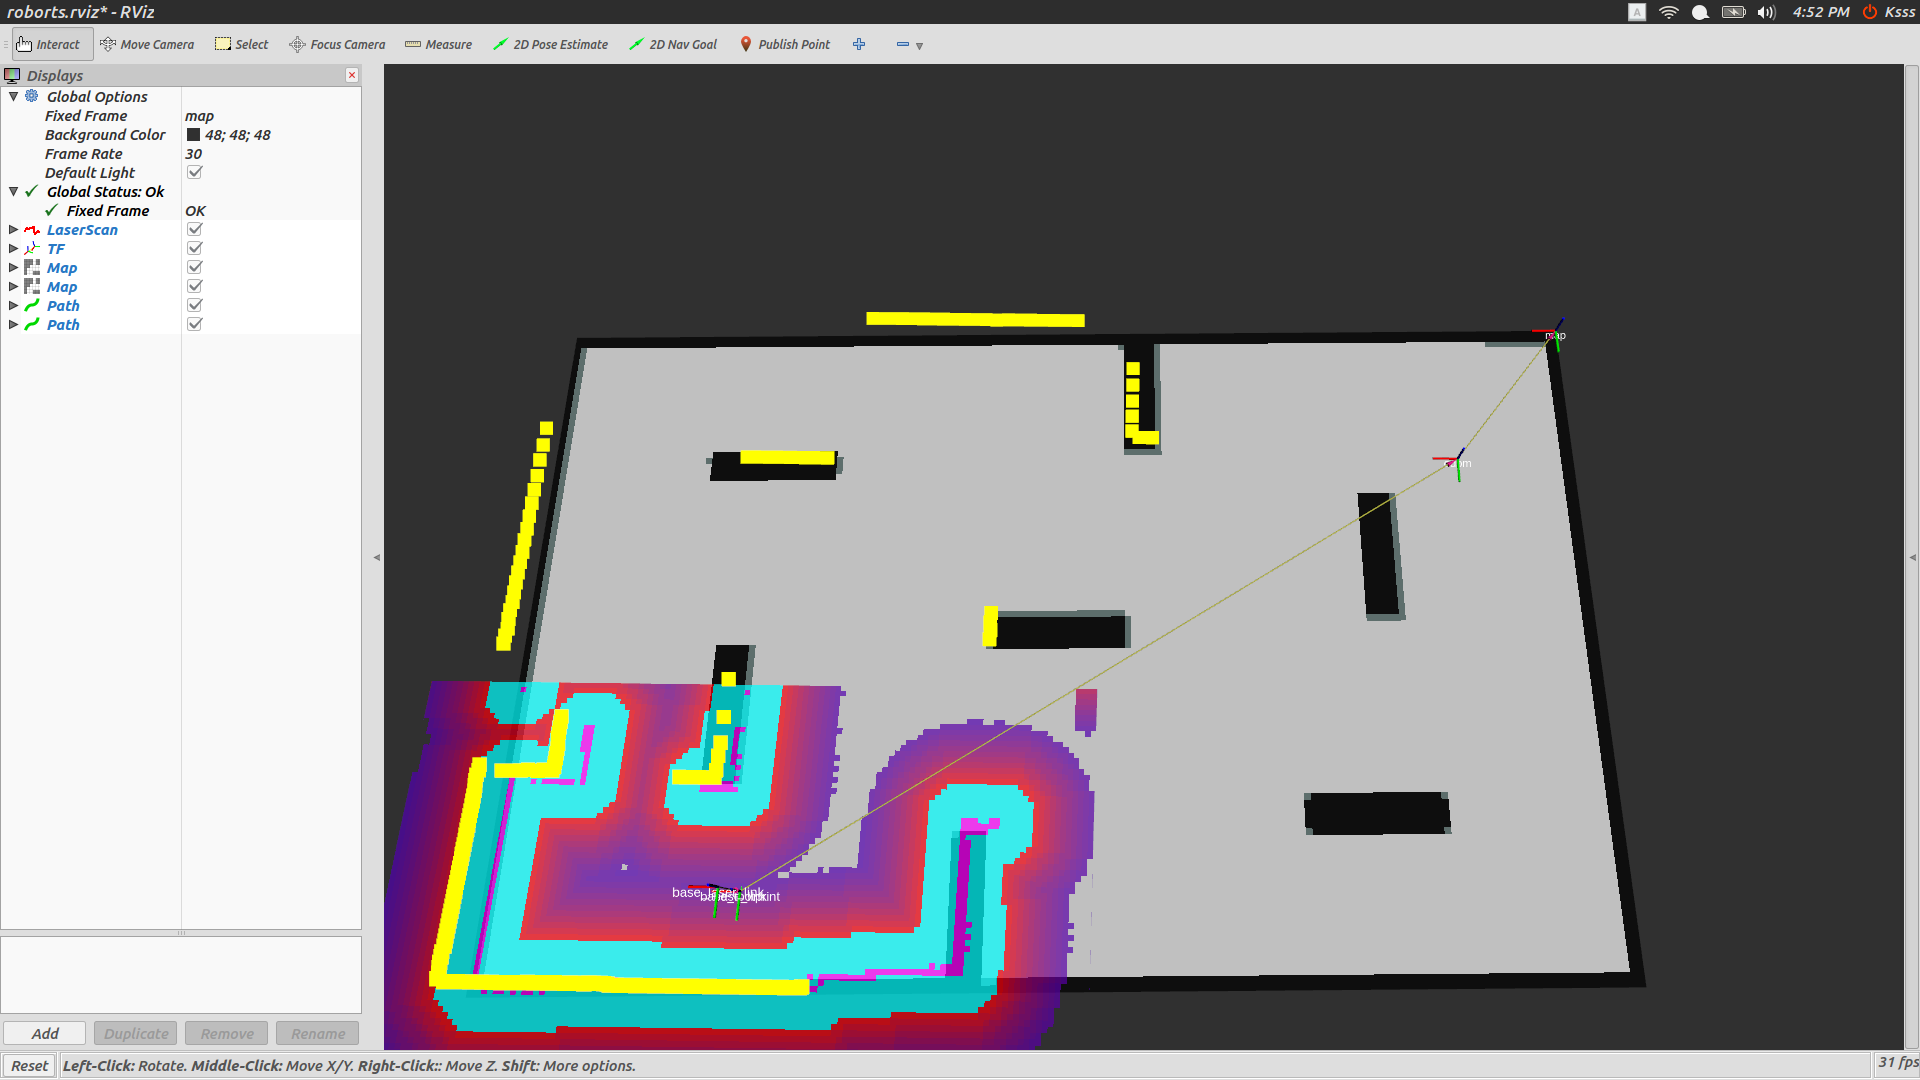 roborts.rviz* - RViz
A 4:52 PM Ksss
Interact Move Camera Select Focus Camera Measure 2D Pose Estimate 2D Nav Goal Publish Point
Displays
Global Options
Fixed Frame map
Background Color 48; 48; 48
Frame Rate 30
Default Light
Global Status: Ok
Fixed Frame OK
LaserScan
TF
Map
Map
Path
Path
map
base_laser_link
Add Duplicate Remove Rename
Reset Left-Click: Rotate. Middle-Click: Move X/Y. Right-Click:: Move Z. Shift: More options. 31 fps